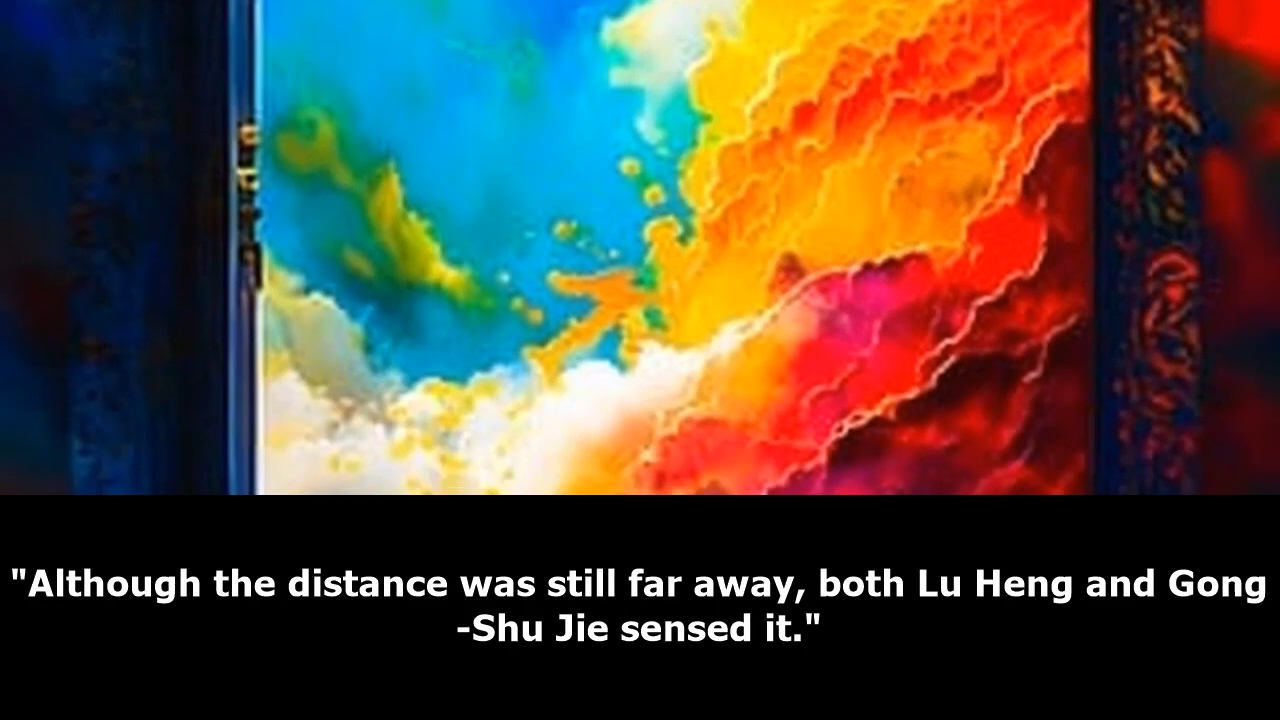 "Although the distance was still far away, both Lu Heng and Gong
-Shu Jie sensed it."